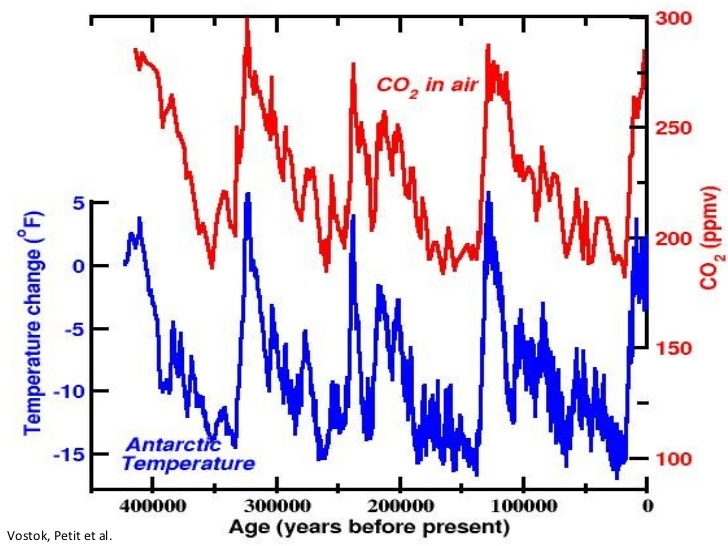 300
CO2 in air
250
5
0
200
-5
150
-10
Antarctic
Temperature
-15
100
Temperature change (°F)
CO2 (ppmv)
400000 300000 200000 100000 0
Age (years before present)
Vostok, Petit et al.